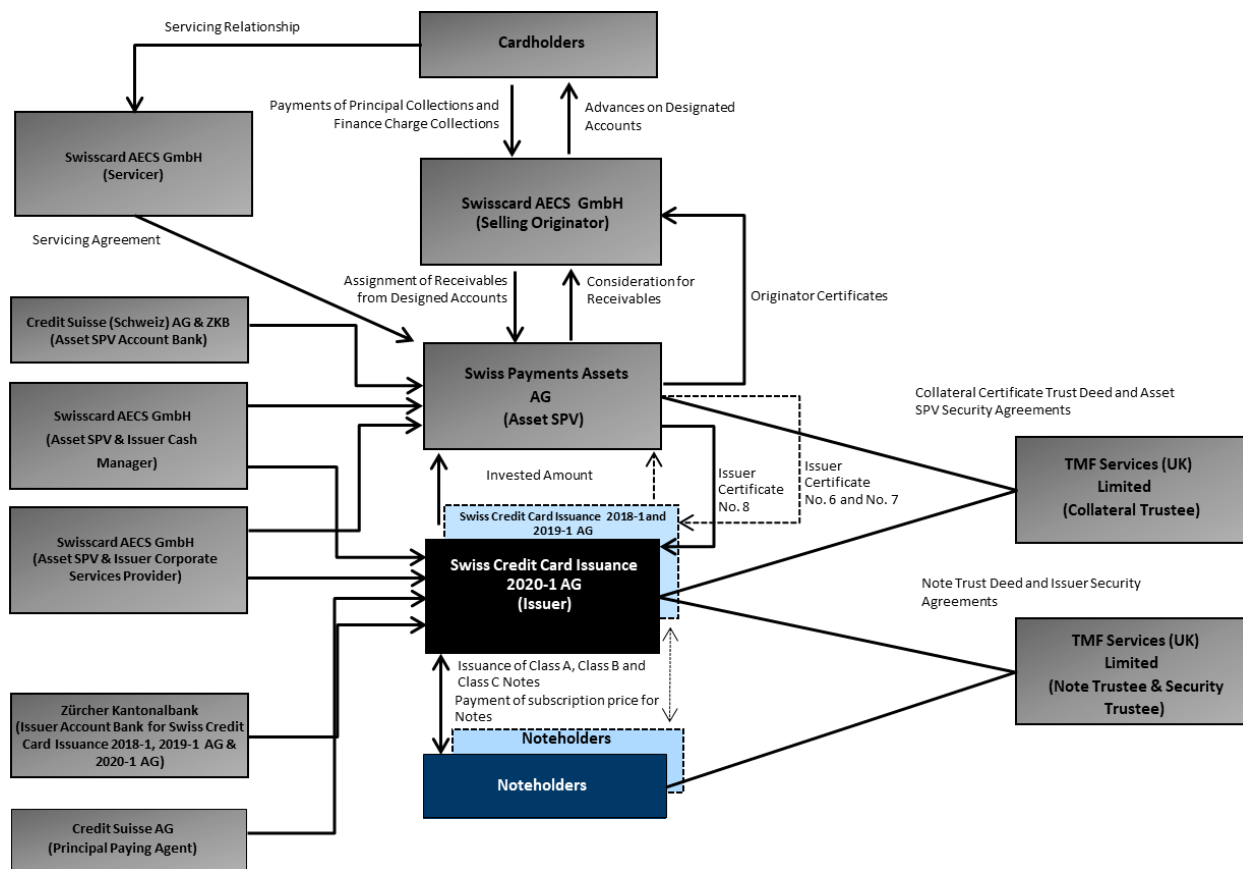 Servicing Relationship
Cardholders
Payments of Principal Collections and
Finance Charge Collections
Advances on Designated
Accounts
Swisscard AECS GmbH
(Servicer)
Swisscard AECS GmbH
(Selling Originator)
Servicing Agreement
Assignment of Receivables
from Designed Accounts
Consideration for
Receivables
Originator Certificates
Credit Suisse (Schweiz) AG & ZKB
(Asset SPV Account Bank)
Swiss Payments Assets
AG
(Asset SPV)
Swisscard AECS GmbH
(Asset SPV & Issuer Cash
Manager)
Collateral Certificate Trust Deed and Asset
SPV Security Agreements
Invested Amount
Issuer
Certificate
No. 8
Issuer
Certificate
No. 6 and No. 7
TMF Services (UK)
Limited
(Collateral Trustee)
Swiss Credit Card Issuance 2018-1 and
2019-1 AG
Swisscard AECS GmbH
(Asset SPV & Issuer Corporate
Services Provider)
Swiss Credit Card Issuance
2020-1 AG
(Issuer)
Note Trust Deed and Issuer Security
Agreements
TMF Services (UK)
Limited
(Note Trustee & Security
Trustee)
Issuance of Class A, Class B and
Class C Notes
Payment of subscription price for
Notes
Zürcher Kantonalbank
(Issuer Account Bank for Swiss Credit
Card Issuance 2018-1, 2019-1 AG &
2020-1 AG)
Noteholders
Noteholders
Credit Suisse AG
(Principal Paying Agent)